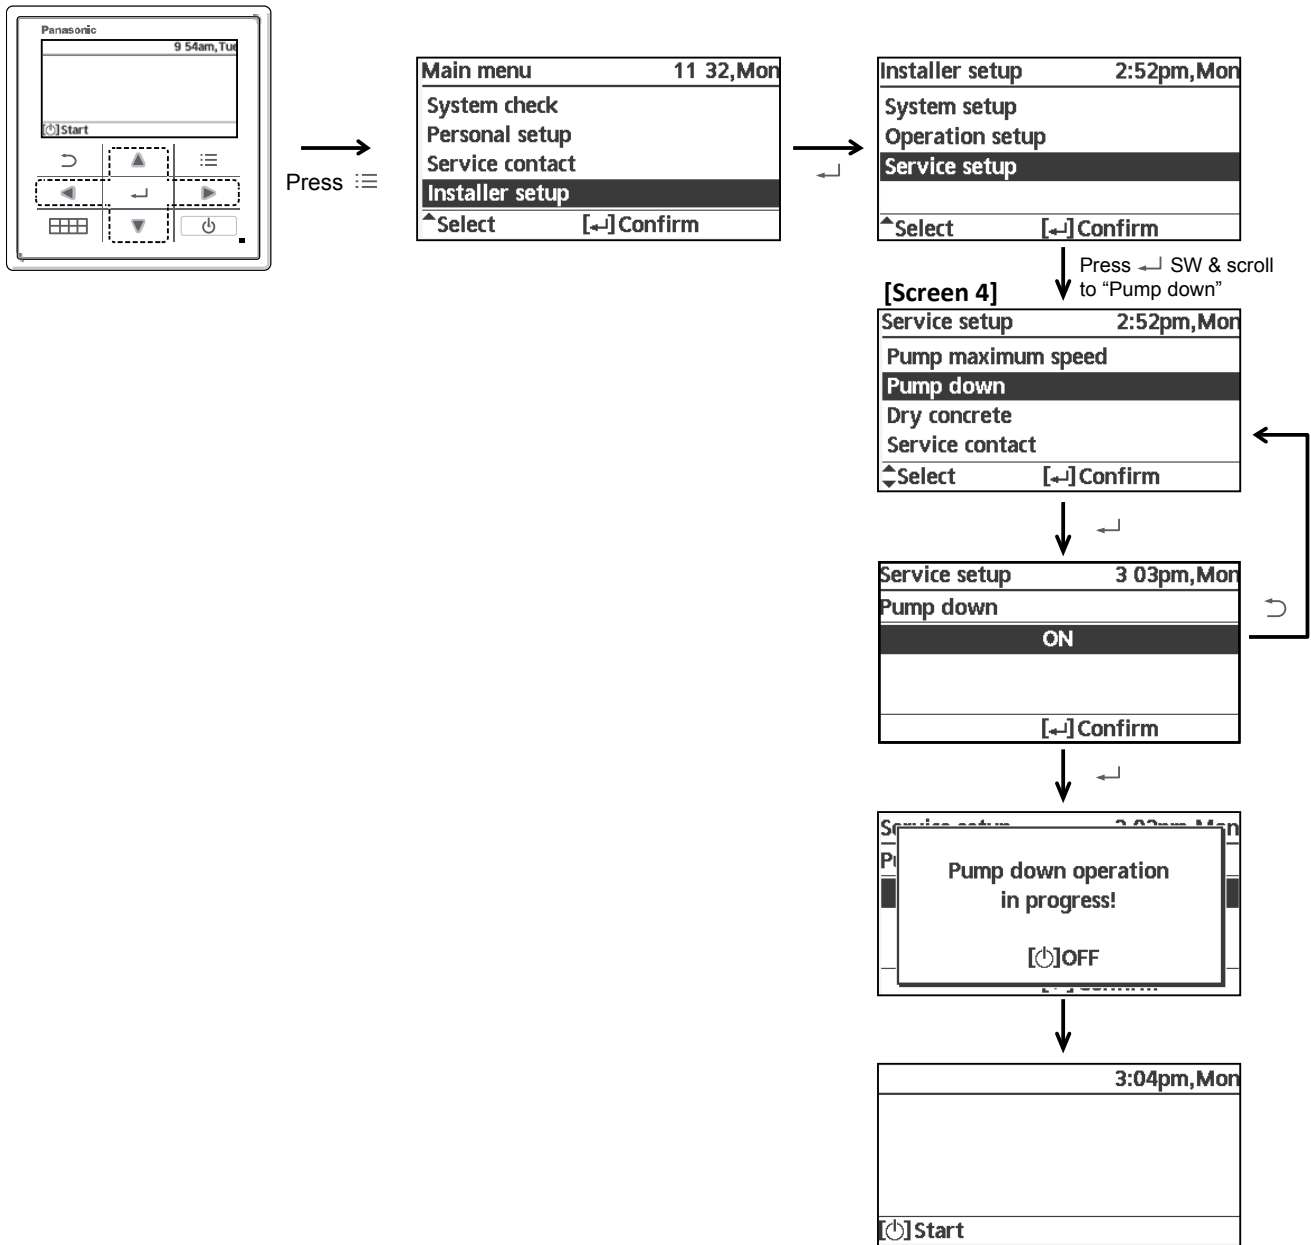 Panasonic
9 54am,Tue
[⏻]Start
Press
Main menu 11 32,Mon
System check
Personal setup
Service contact
Installer setup
Select [↵]Confirm
Installer setup 2:52pm,Mon
System setup
Operation setup
Service setup
Select [↵]Confirm
Press ↵ SW & scroll
to “Pump down”
[Screen 4]
Service setup 2:52pm,Mon
Pump maximum speed
Pump down
Dry concrete
Service contact
Select [↵]Confirm
Service setup 3 03pm,Mon
Pump down
ON
[↵]Confirm
Pump down operation
in progress!
[⏻]OFF
3:04pm,Mon
[⏻]Start